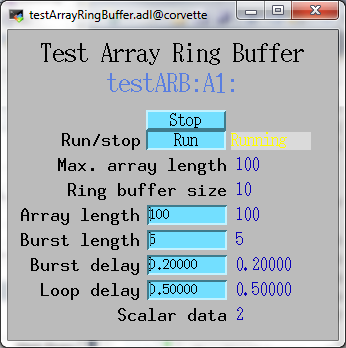 testArrayRingBuffer.adl@corvette
Test Array Ring Buffer
testARB:A1:
Stop
Run/stop Run Running
Max. array length 100
Ring buffer size 10
Array length 100 100
Burst length 5 5
Burst delay 0.20000 0.20000
Loop delay 0.50000 0.50000
Scalar data 2